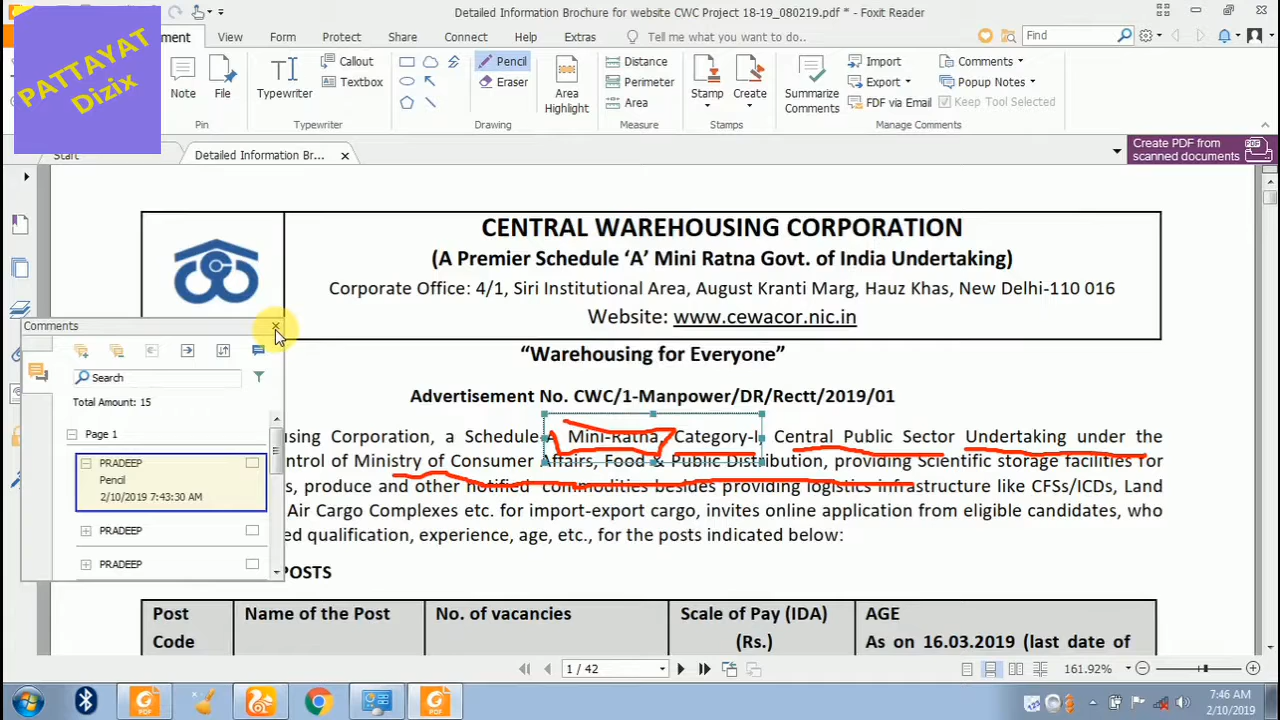 Detailed Information Brochure for website CWC Project 18-19_080219.pdf * - Foxit Reader
PATTAYAT
Dizix
View Form Protect Share Connect Help Extras Tell me what you want to do.. Find
Note File Typewriter Callout Textbox Pencil Eraser Area Highlight Distance Perimeter Area Stamp Create Summarize Comments Import Export FDF via Email Comments Popup Notes Keep Tool Selected
Pin Typewriter Drawing Measure Stamps Manage Comments
Start Detailed Information Br... Create PDF from scanned documents
CENTRAL WAREHOUSING CORPORATION
(A Premier Schedule ‘A’ Mini Ratna Govt. of India Undertaking)
Corporate Office: 4/1, Siri Institutional Area, August Kranti Marg, Hauz Khas, New Delhi-110 016
Website: www.cewacor.nic.in
“Warehousing for Everyone”
Advertisement No. CWC/1-Manpower/DR/Rectt/2019/01
Corporation, a Schedule A Mini-Ratna, Category-I, Central Public Sector Undertaking under the
of Ministry of Consumer Affairs, Food & Public Distribution, providing Scientific storage facilities for
produce and other notified commodities besides providing logistics infrastructure like CFSs/ICDs, Land
Air Cargo Complexes etc. for import-export cargo, invites online application from eligible candidates, who
qualification, experience, age, etc., for the posts indicated below:
POSTS
Post Code Name of the Post No. of vacancies Scale of Pay (IDA) (Rs.) AGE
As on 16.03.2019 (last date of
Comments
Search
Total Amount: 15
Page 1
PRADEEP
Pencil
2/10/2019 7:43:30 AM
PRADEEP
PRADEEP
1 / 42
161.92%
7:46 AM
2/10/2019